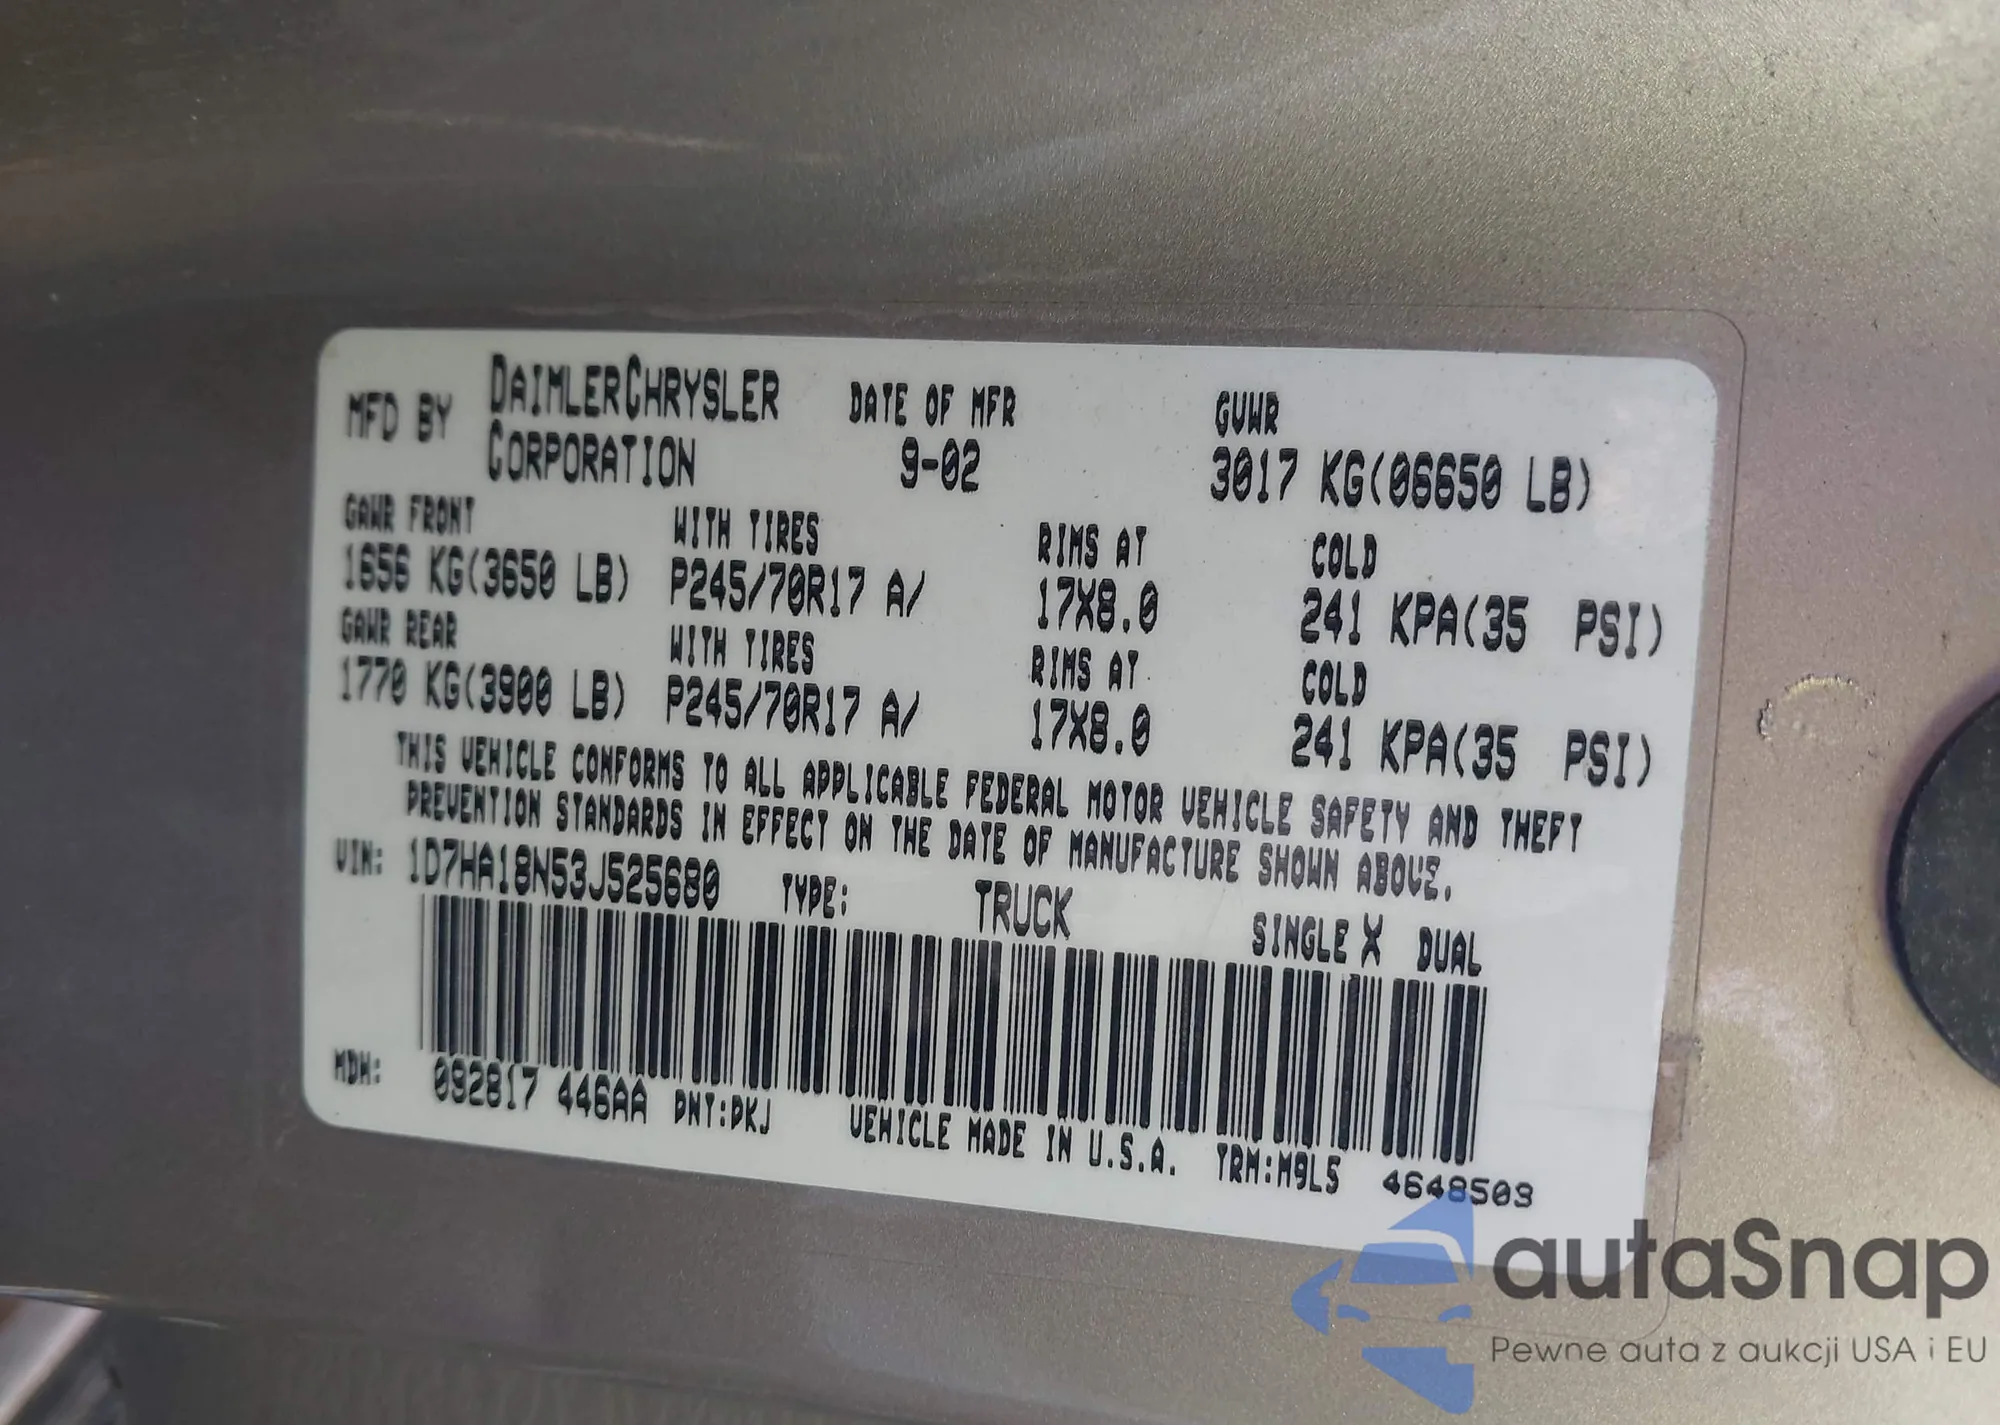 MFD BY DAIMLERCHRYSLER CORPORATION DATE OF MFR 9-02 GVWR 3017 KG(06650 LB)
GAWR FRONT WITH TIRES RIMS AT COLD
1656 KG(3650 LB) P245/70R17 A/ 17X8.0 241 KPA(35 PSI)
GAWR REAR WITH TIRES RIMS AT COLD
1770 KG(3900 LB) P245/70R17 A/ 17X8.0 241 KPA(35 PSI)
THIS VEHICLE CONFORMS TO ALL APPLICABLE FEDERAL MOTOR VEHICLE SAFETY AND THEFT
PREVENTION STANDARDS IN EFFECT ON THE DATE OF MANUFACTURE SHOWN ABOVE.
VIN: 1D7HA18N53J525680 TYPE: TRUCK SINGLE X DUAL
MDH: 092817 446AA PNT:PKJ VEHICLE MADE IN U.S.A. TRM:M9L5 4648503
autaSnap
Pewne auta z aukcji USA i EU